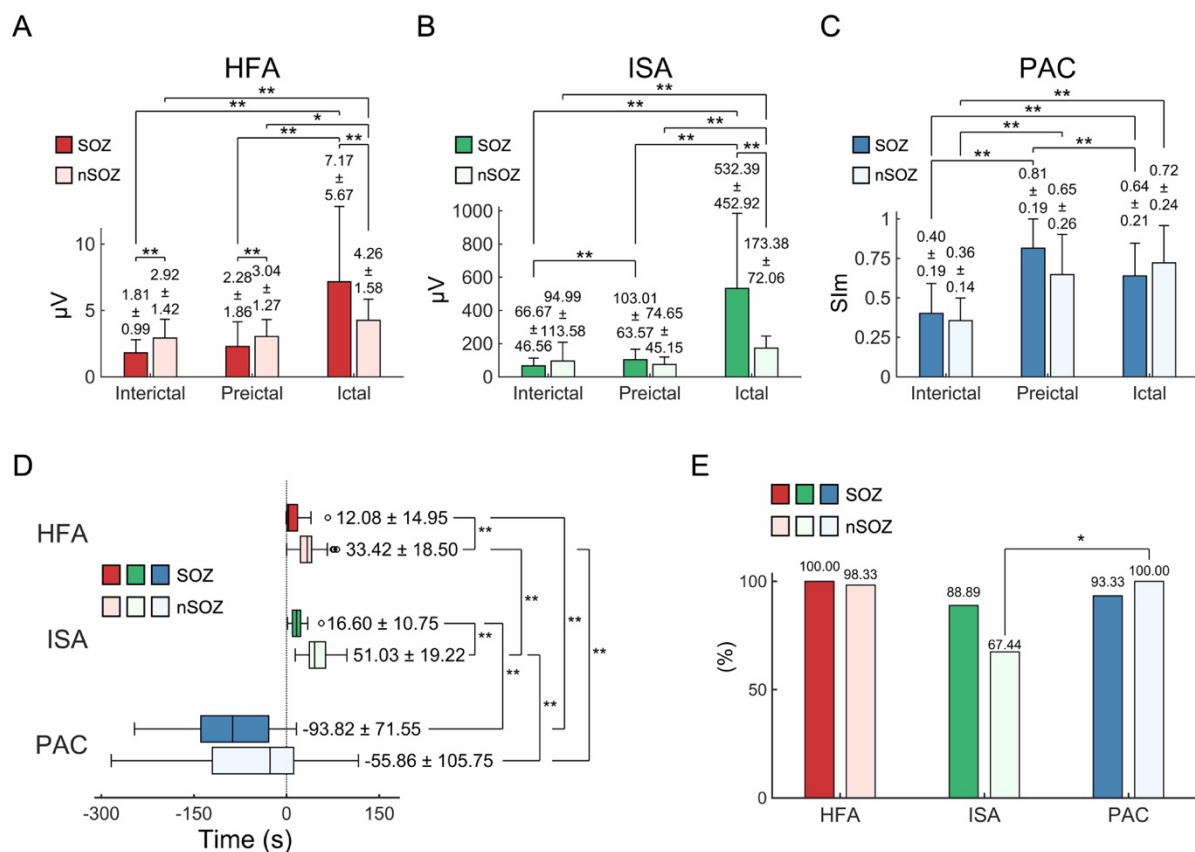 A
HFA
**
**
*
**
**
SOZ
nSOZ
7.17
±
5.67
10
5
0
µV
**
**
1.81
±
0.99
2.92
±
1.42
2.28
±
1.86
3.04
±
1.27
4.26
±
1.58
Interictal
Preictal
Ictal
B
ISA
**
**
**
**
**
SOZ
nSOZ
532.39
±
452.92
1000
800
600
400
200
0
µV
**
66.67
±
46.56
94.99
±
113.58
103.01
±
63.57
74.65
±
45.15
173.38
±
72.06
Interictal
Preictal
Ictal
C
PAC
**
**
**
**
**
SOZ
nSOZ
1
0.75
0.5
0.25
0
SIm
0.40
±
0.19
0.36
±
0.14
0.81
±
0.19
0.65
±
0.26
0.64
±
0.21
0.72
±
0.24
Interictal
Preictal
Ictal
D
HFA
12.08 ± 14.95
33.42 ± 18.50
SOZ
nSOZ
ISA
16.60 ± 10.75
51.03 ± 19.22
PAC
-93.82 ± 71.55
-55.86 ± 105.75
**
**
**
**
**
**
**
-300
-150
0
150
Time (s)
E
SOZ
nSOZ
*
100
50
0
(%)
100.00
98.33
88.89
67.44
93.33
100.00
HFA
ISA
PAC